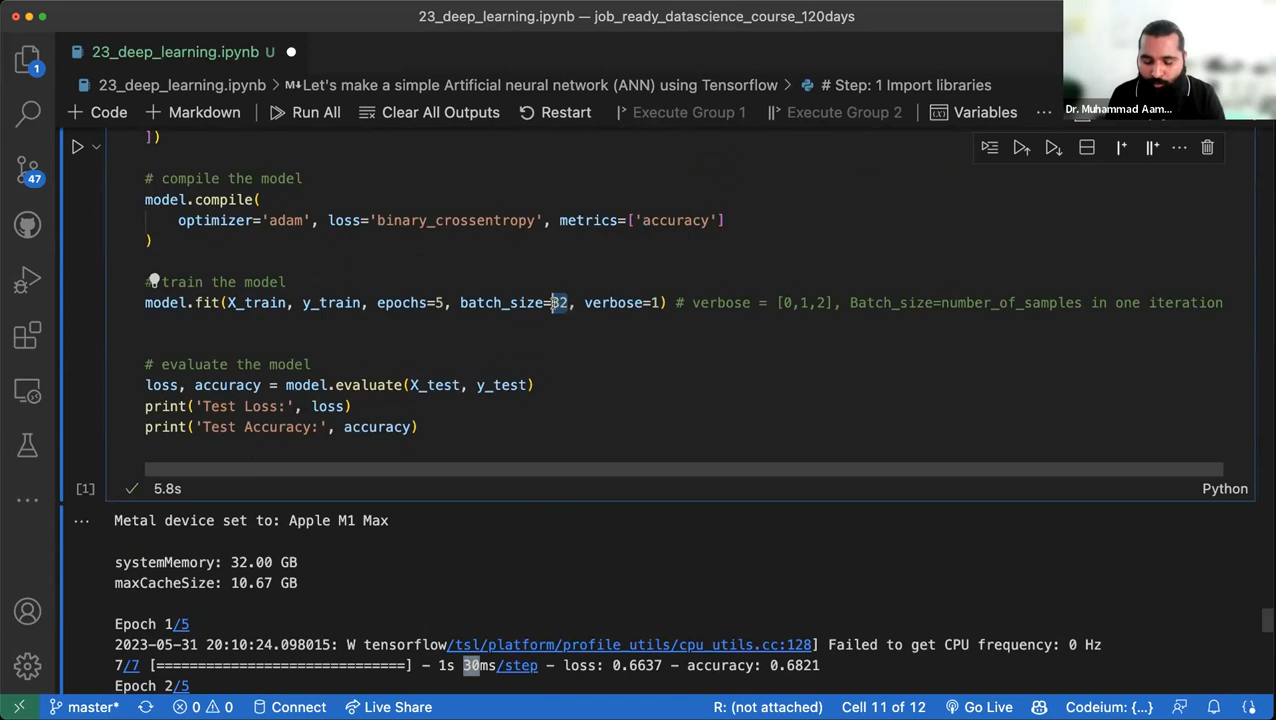 23_deep_learning.ipynb — job_ready_datascience_course_120days
23_deep_learning.ipynb U
23_deep_learning.ipynb > M↓Let's make a simple Artificial neural network (ANN) using Tensorflow > # Step: 1 Import libraries
+ Code + Markdown Run All Clear All Outputs Restart Execute Group 1 Execute Group 2 Variables ...
Dr. Muhammad Aam...
])
# compile the model
model.compile(
optimizer='adam', loss='binary_crossentropy', metrics=['accuracy']
)
# train the model
model.fit(X_train, y_train, epochs=5, batch_size=32, verbose=1) # verbose = [0,1,2], Batch_size=number_of_samples in one iteration
# evaluate the model
loss, accuracy = model.evaluate(X_test, y_test)
print('Test Loss:', loss)
print('Test Accuracy:', accuracy)
[1] 5.8s Python
Metal device set to: Apple M1 Max
systemMemory: 32.00 GB
maxCacheSize: 10.67 GB
Epoch 1/5
2023-05-31 20:10:24.098015: W tensorflow/tsl/platform/profile_utils/cpu_utils.cc:128] Failed to get CPU frequency: 0 Hz
7/7 [==============================] - 1s 30ms/step - loss: 0.6637 - accuracy: 0.6821
Epoch 2/5
1
47
master* 0 0 Connect Live Share R: (not attached) Cell 11 of 12 Go Live Codeium: {...}